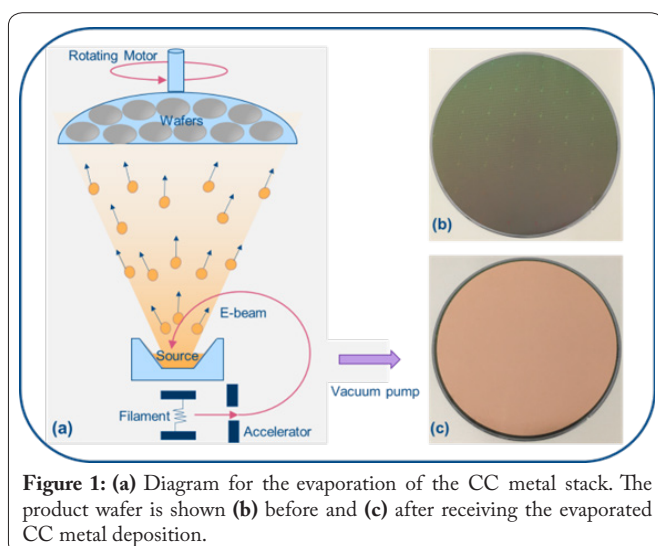 Rotating Motor
Wafers
E-beam
Source
Filament
Accelerator
(a)
Vacuum pump
(b)
(c)
Figure 1: (a) Diagram for the evaporation of the CC metal stack. The
product wafer is shown (b) before and (c) after receiving the evaporated
CC metal deposition.